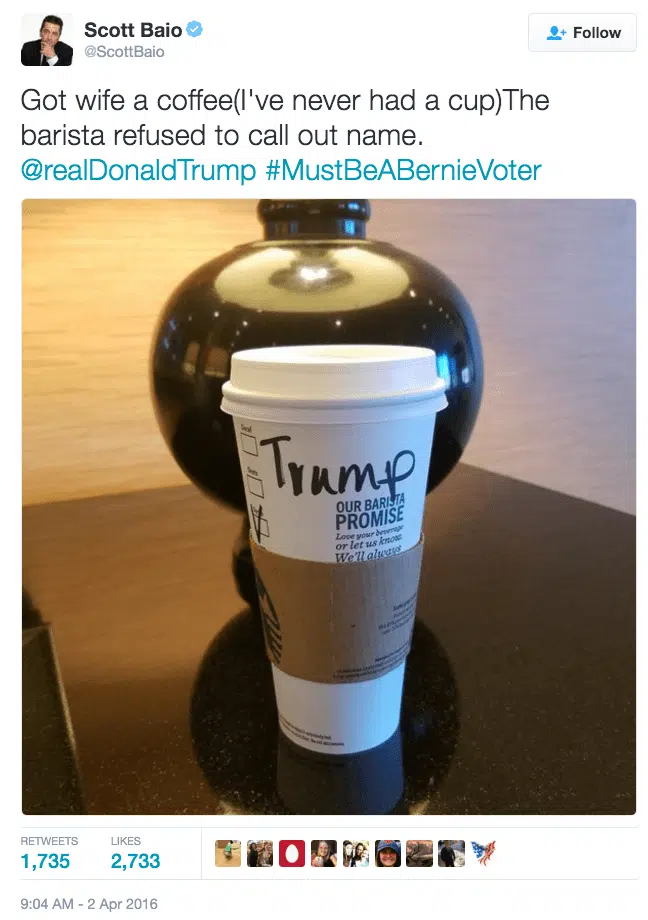 Scott Baio
@ScottBaio
Follow
Got wife a coffee(I've never had a cup)The
barista refused to call out name.
@realDonaldTrump #MustBeABernieVoter
Decaf
Shots
Trump
OUR BARISTA
PROMISE
Love your beverage
or let us know.
We'll always
RETWEETS
LIKES
1,735
2,733
9:04 AM - 2 Apr 2016